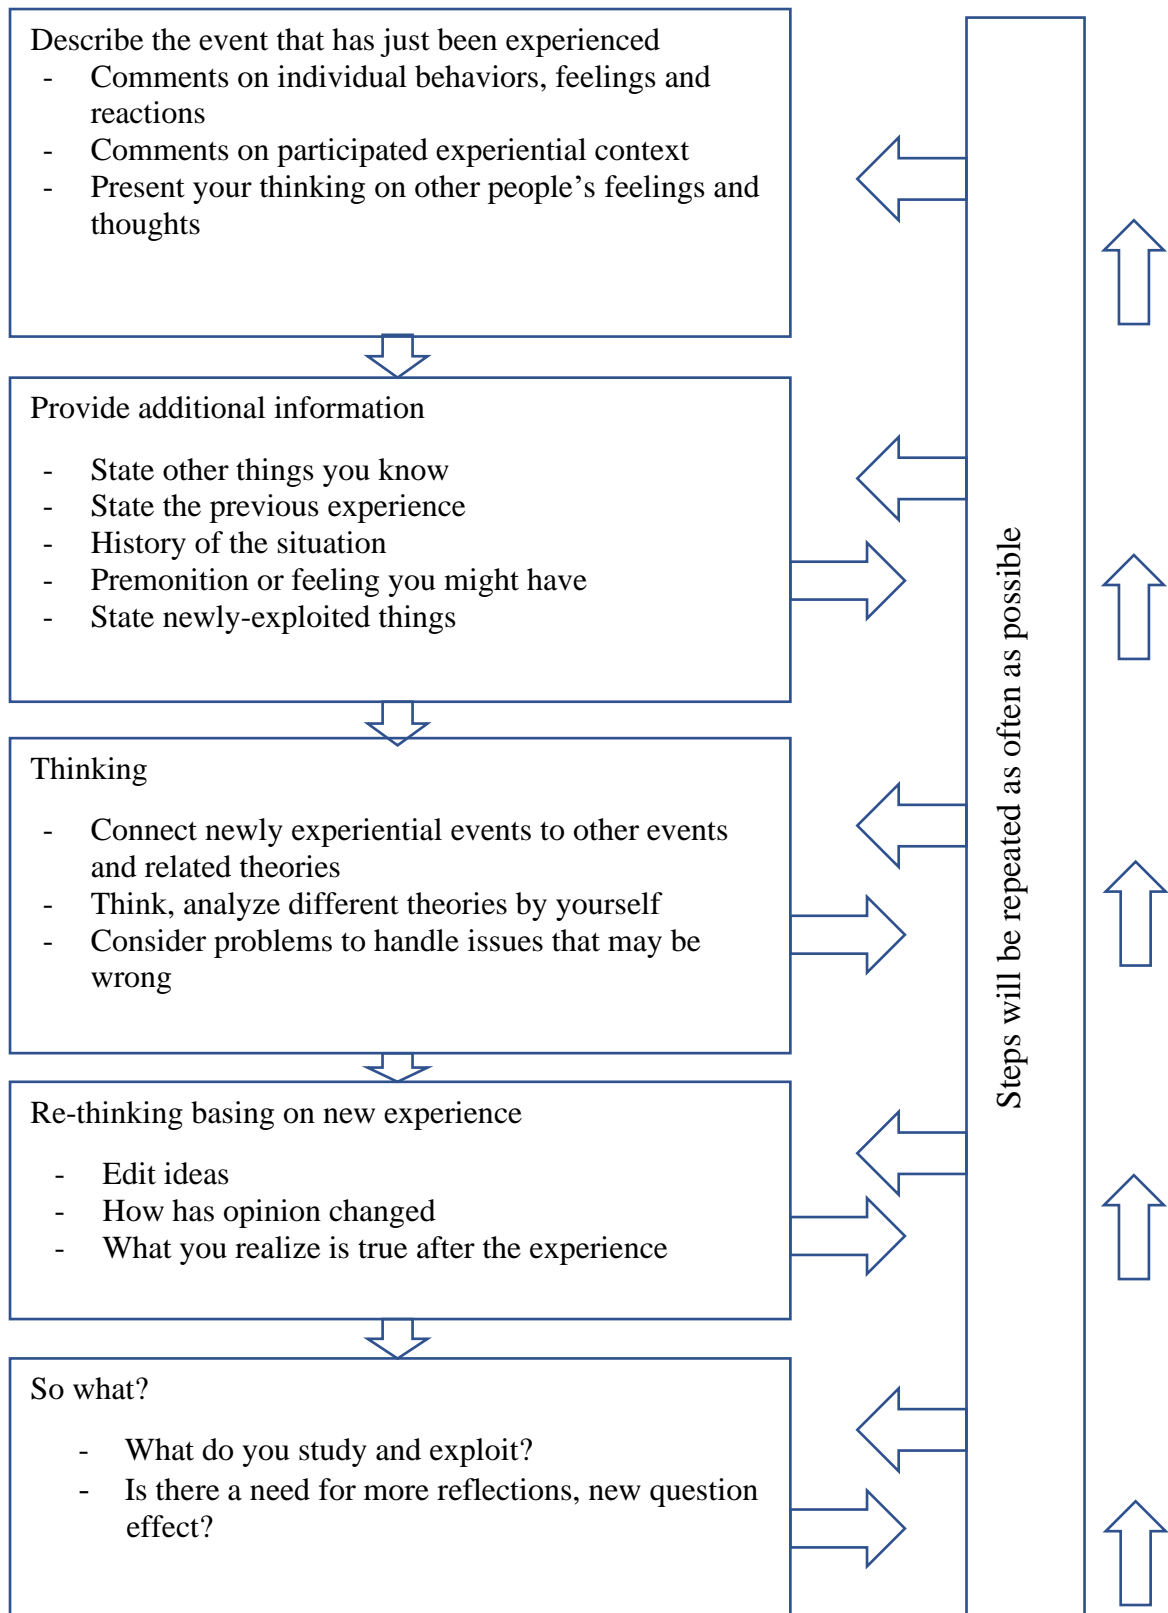 Describe the event that has just been experienced
- Comments on individual behaviors, feelings and
reactions
- Comments on participated experiential context
- Present your thinking on other people’s feelings and
thoughts
Provide additional information
- State other things you know
- State the previous experience
- History of the situation
- Premonition or feeling you might have
- State newly-exploited things
Thinking
- Connect newly experiential events to other events
and related theories
- Think, analyze different theories by yourself
- Consider problems to handle issues that may be
wrong
Re-thinking basing on new experience
- Edit ideas
- How has opinion changed
- What you realize is true after the experience
So what?
- What do you study and exploit?
- Is there a need for more reflections, new question
effect?
Steps will be repeated as often as possible